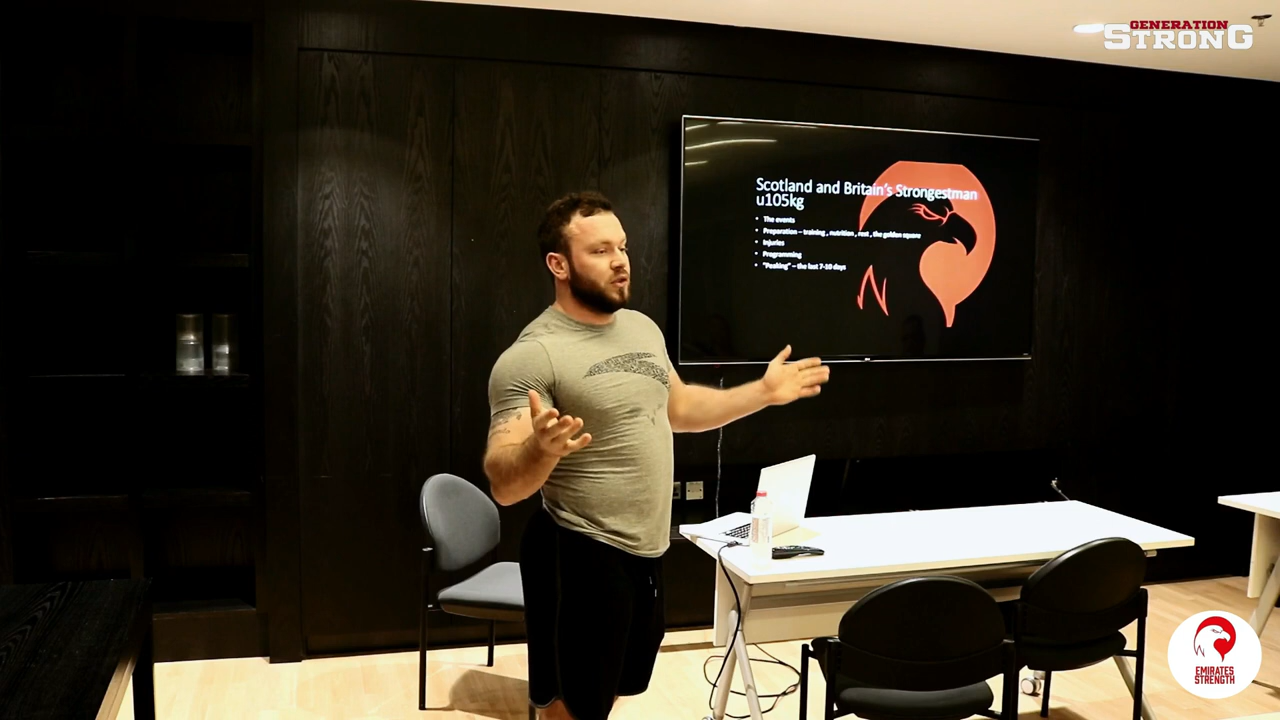 GENERATION
STRONG
Scotland and Britain's Strongestman
u105kg
• The events
• Preparation – training , nutrition , rest , the golden square
• Injuries
• Programming
• "Peaking" – the last 7-10 days
EMIRATES
STRENGTH